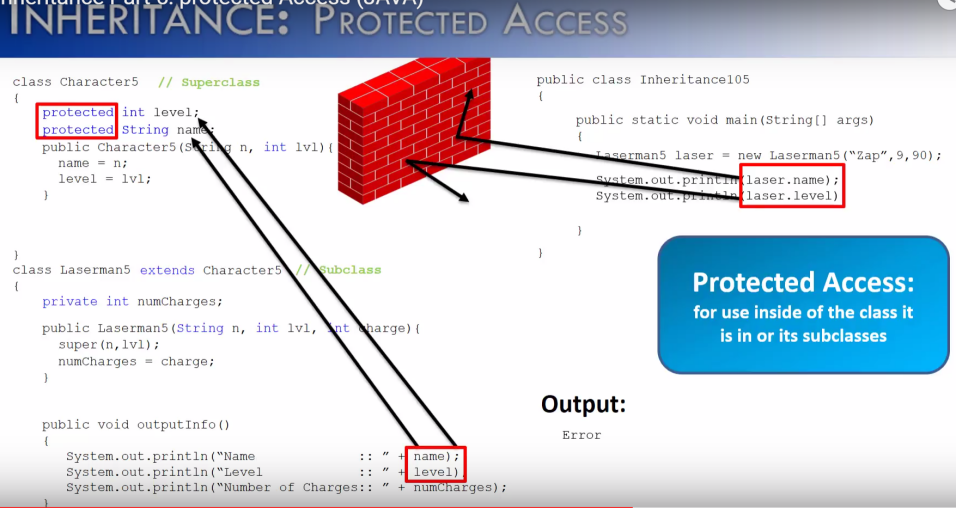 Inheritance Part 6: protected Access (JAVA)
INHERITANCE: PROTECTED ACCESS
class Character5 // Superclass
{
protected int level;
protected String name;
public Character5(String n, int lvl){
name = n;
level = lvl;
}
}
class Laserman5 extends Character5 // Subclass
{
private int numCharges;
public Laserman5(String n, int lvl, int charge){
super(n,lvl);
numCharges = charge;
}
public void outputInfo()
{
System.out.println(“Name :: ” + name);
System.out.println(“Level :: ” + level)
System.out.println(“Number of Charges:: ” + numCharges);
}
public class Inheritance105
{
public static void main(String[] args)
{
Laserman5 laser = new Laserman5(“Zap”,9,90);
System.out.println(laser.name);
System.out.println(laser.level)
}
}
Protected Access:
for use inside of the class it
is in or its subclasses
Output:
Error